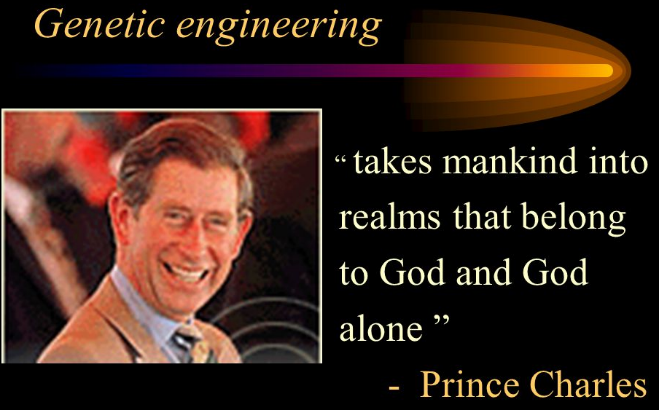 Genetic engineering
“ takes mankind into
realms that belong
to God and God
alone ”
- Prince Charles